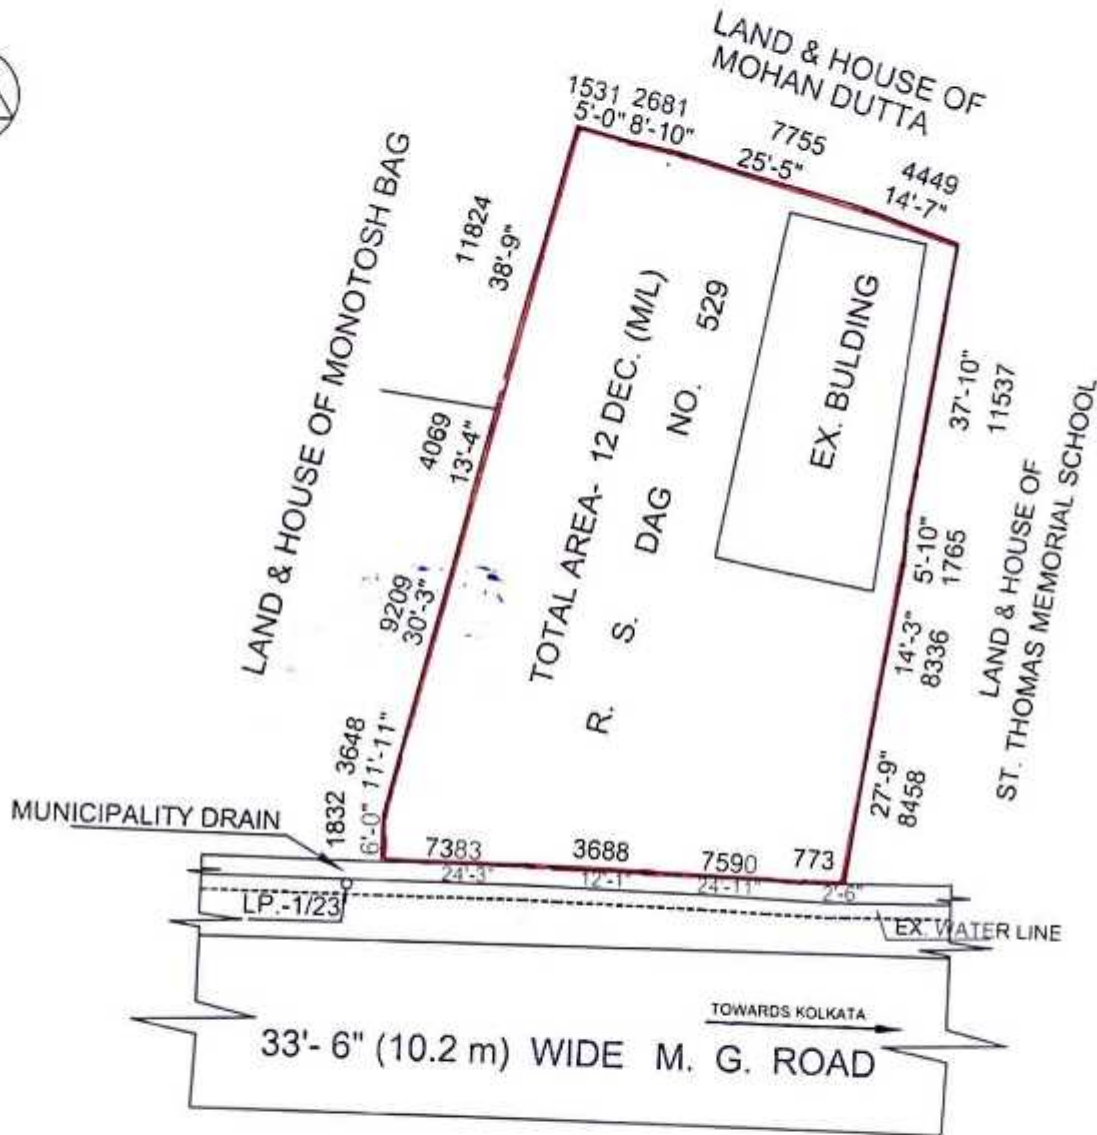 LAND & HOUSE OF
MOHAN DUTTA
1531 2681
5'-0" 8'-10"
7755
25'-5"
4449
14'-7"
LAND & HOUSE OF MONOTOSH BAG
11824
38'-9"
4069
13'-4"
9209
30'-3"
3648
11'-11"
1832
6'-0"
TOTAL AREA- 12 DEC. (M/L)
R. S. DAG NO. 529
EX. BULDING
37'-10"
11537
5'-10"
1765
14'-3"
8336
27'-9"
8458
LAND & HOUSE OF
ST. THOMAS MEMORIAL SCHOOL
MUNICIPALITY DRAIN
7383
24'-3"
3688
12'-1"
7590
24'-11"
773
2'-6"
LP.-1/23
EX. WATER LINE
TOWARDS KOLKATA
33'- 6" (10.2 m) WIDE M. G. ROAD